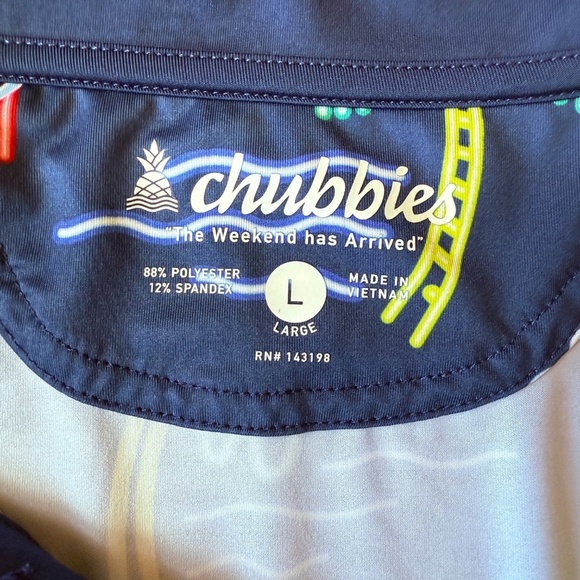 chubbies
"The Weekend has Arrived"
88% POLYESTER
12% SPANDEX
L
LARGE
MADE IN
VIETNAM
RN# 143198